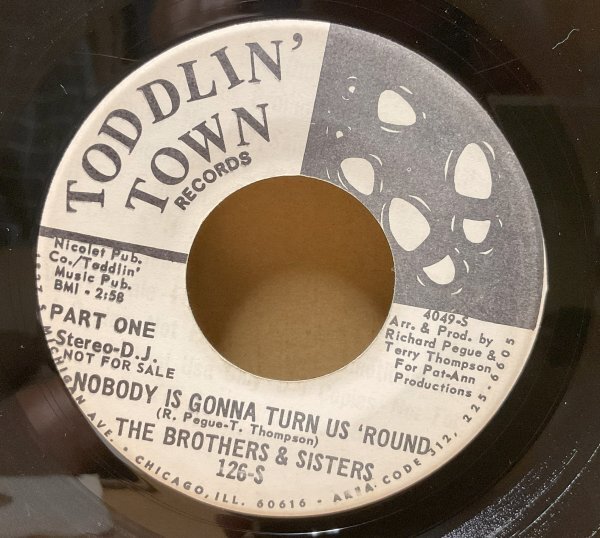 TODDLIN'
TOWN
RECORDS
Nicolet Pub.
Co./Toddlin'
Music Pub.
BMI - 2:58
PART ONE
Stereo-D.J.
NOT FOR SALE
4049-S
Arr. & Prod. by
Richard Pegue &
Terry Thompson
For Pat-Ann
Productions
NOBODY IS GONNA TURN US 'ROUND
(R. Pegue-T. Thompson)
THE BROTHERS & SISTERS
126-S
MICHIGAN AVE. • CHICAGO, ILL. 60616 • AREA CODE 312, 225-6605